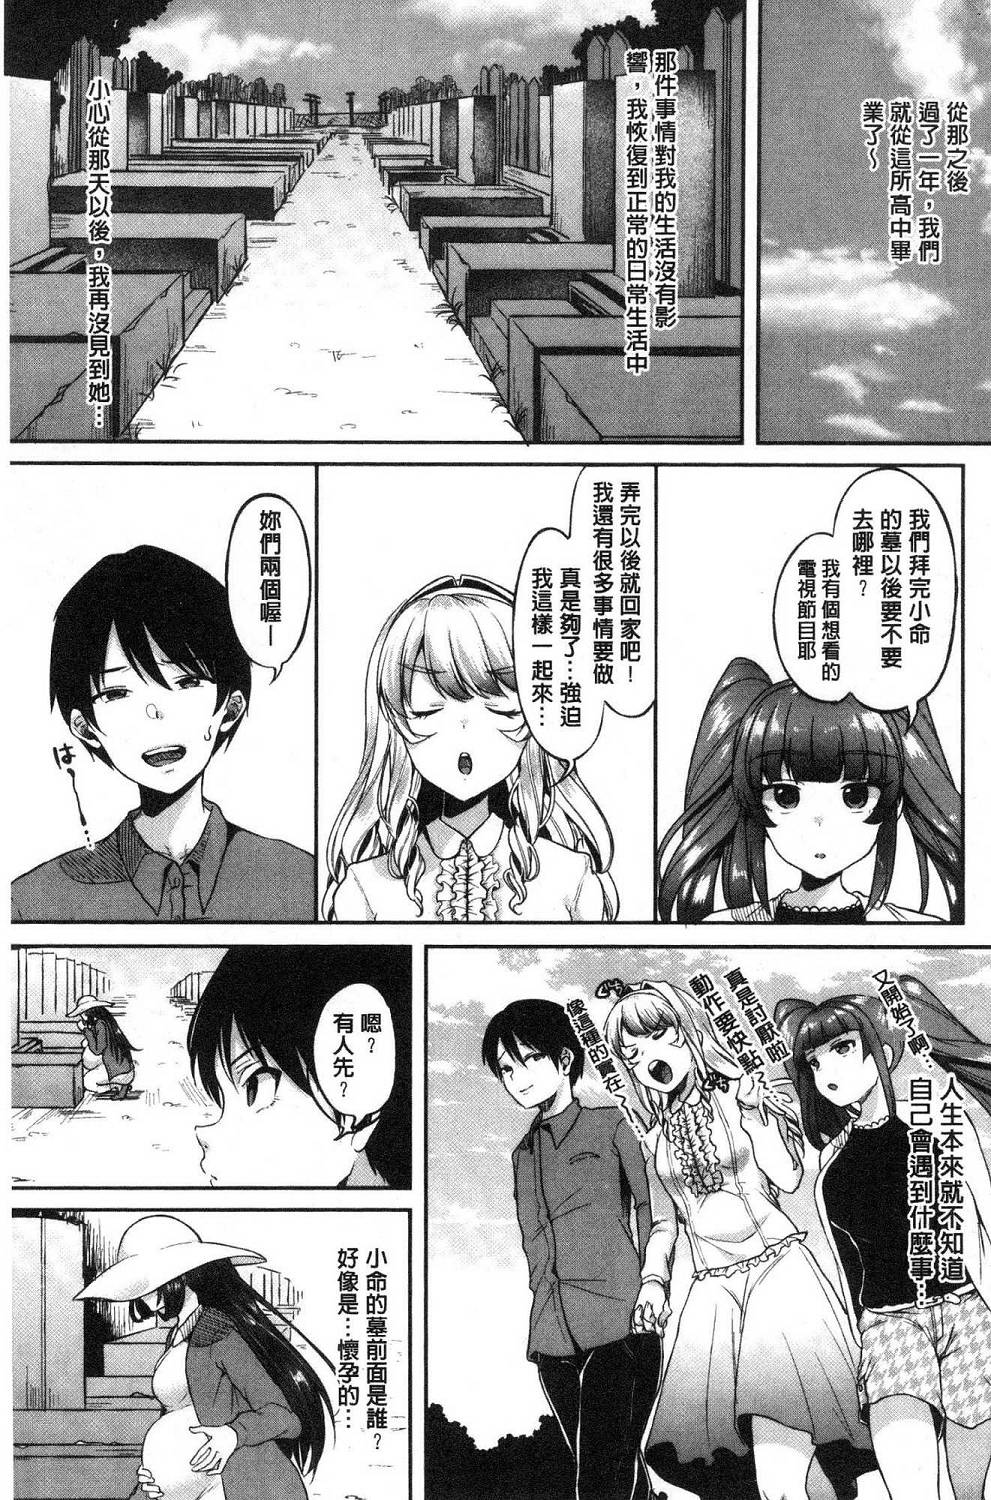 從那之後
過了一年，我們
就從這所高中畢
業了～
那件事情對我的生活沒有影
響，我恢復到正常的日常生活中
小心從那天以後，我再沒見到她…
我們拜完小命
的墓以後要不要
去哪裡？
我有個想看的
電視節目耶
弄完以後就回家吧！
我還有很多事情要做
真是夠了…強迫
我這樣一起來…
妳們兩個喔ー
は…
又開始了啊…
人生本來就不知道
自己會遇到什麼事…
真是討厭啦
動作要快點～
像這種的實在～
嗯？
有人先？
小命的墓前面是誰？
好像是…懷孕的…